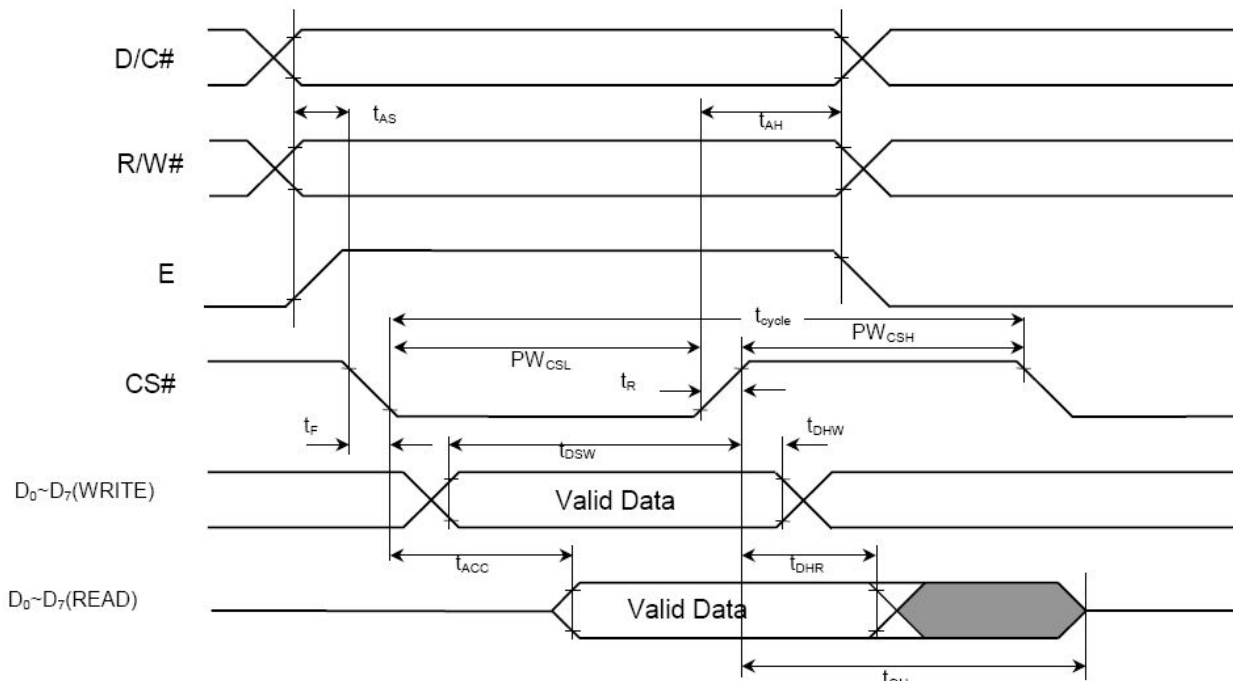 D/C#
tAS
tAH
R/W#
E
tcycle
PWCSL
PWCSH
CS#
tR
tF
tDSW
tDHW
D0~D7(WRITE)
Valid Data
tACC
tDHR
D0~D7(READ)
Valid Data